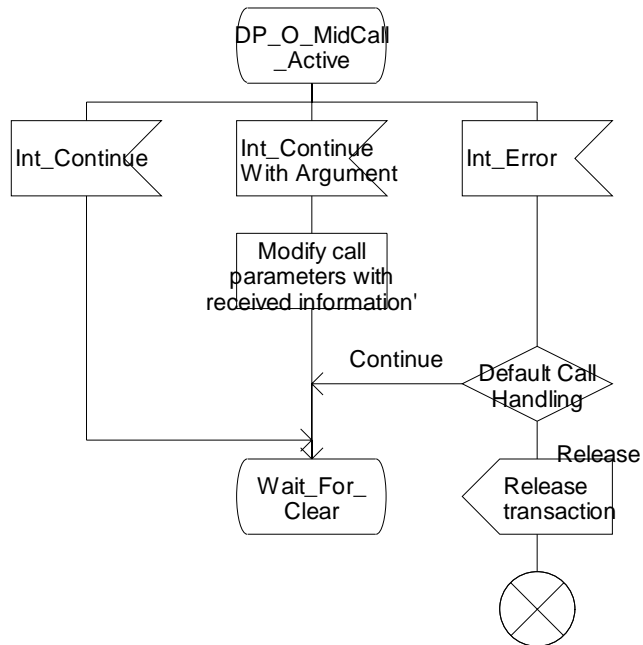 DP_O_MidCall
_Active
Int_Continue
Int_Continue
With Argument
Int_Error
Modify call
parameters with
received information'
Continue
Default Call
Handling
Release
Wait_For_
Clear
Release
transaction